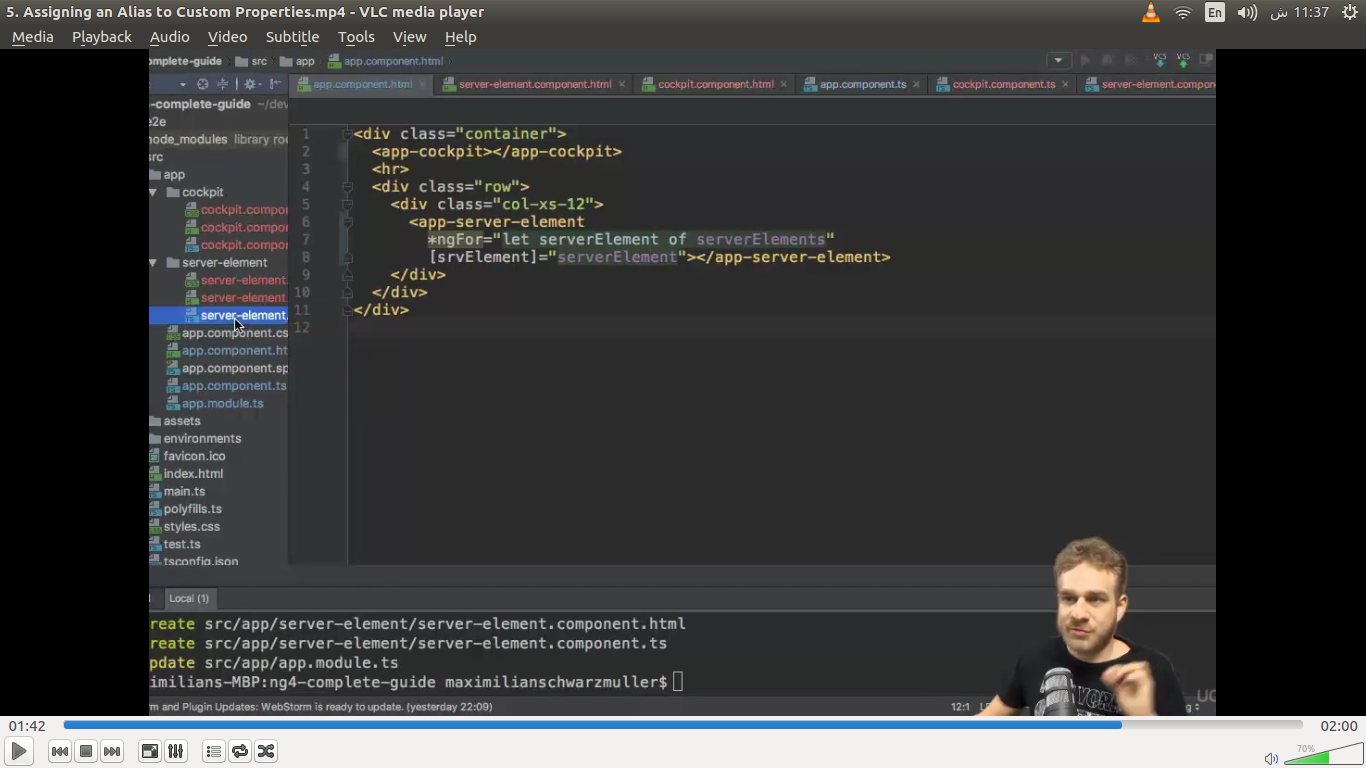 5. Assigning an Alias to Custom Properties.mp4 - VLC media player
En
11:37 ش
Media Playback Audio Video Subtitle Tools View Help
omplete-guide src app app.component.html
app.component.html × server-element.component.html × cockpit.component.html × app.component.ts × cockpit.component.ts × server-element.compone
-complete-guide ~/dev
e2e
node_modules library roo
src
app
cockpit
cockpit.compor
cockpit.compor
cockpit.compor
server-element
server-element.
server-element.
server-element.
app.component.cs
app.component.ht
app.component.sp
app.component.ts
app.module.ts
assets
environments
favicon.ico
index.html
main.ts
polyfills.ts
styles.css
test.ts
tsconfig.json
1 <div class="container">
2 <app-cockpit></app-cockpit>
3 <hr>
4 <div class="row">
5 <div class="col-xs-12">
6 <app-server-element
7 *ngFor="let serverElement of serverElements"
8 [srvElement]="serverElement"></app-server-element>
9 </div>
10 </div>
11 </div>
12
Local (1)
reate src/app/server-element/server-element.component.html
reate src/app/server-element/server-element.component.ts
pdate src/app/app.module.ts
imilians-MBP:ng4-complete-guide maximilianschwarzmuller$
rm and Plugin Updates: WebStorm is ready to update. (yesterday 22:09)
12:1
01:42
02:00
70%